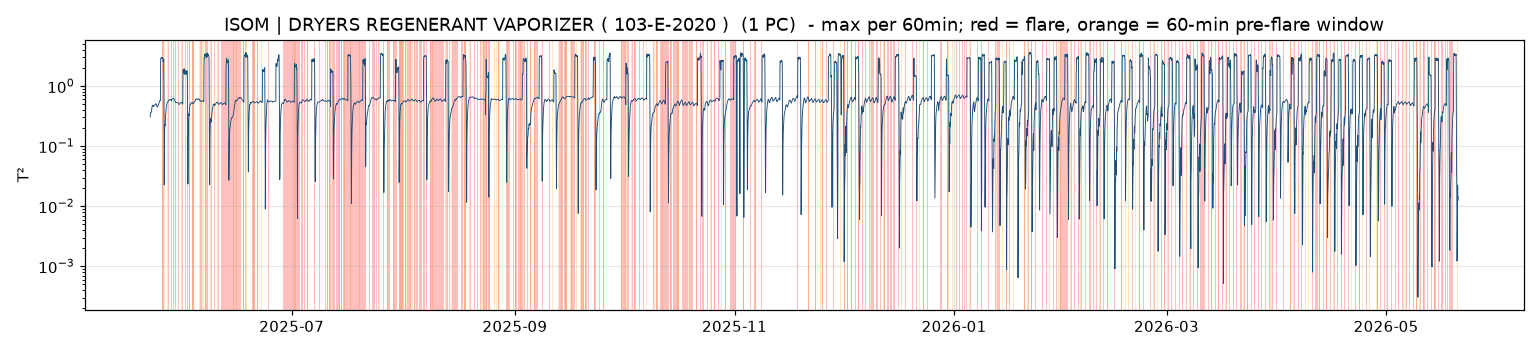 ISOM | DRYERS REGENERANT VAPORIZER ( 103-E-2020 )  (1 PC)  - max per 60min; red = flare, orange = 60-min pre-flare window
T²
10⁰
10⁻¹
10⁻²
10⁻³
2025-07 2025-09 2025-11 2026-01 2026-03 2026-05